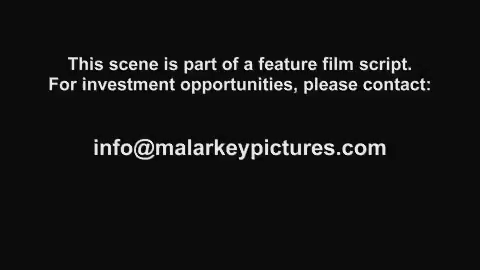 This scene is part of a feature film script.
For investment opportunities, please contact:
info@malarkeypictures.com